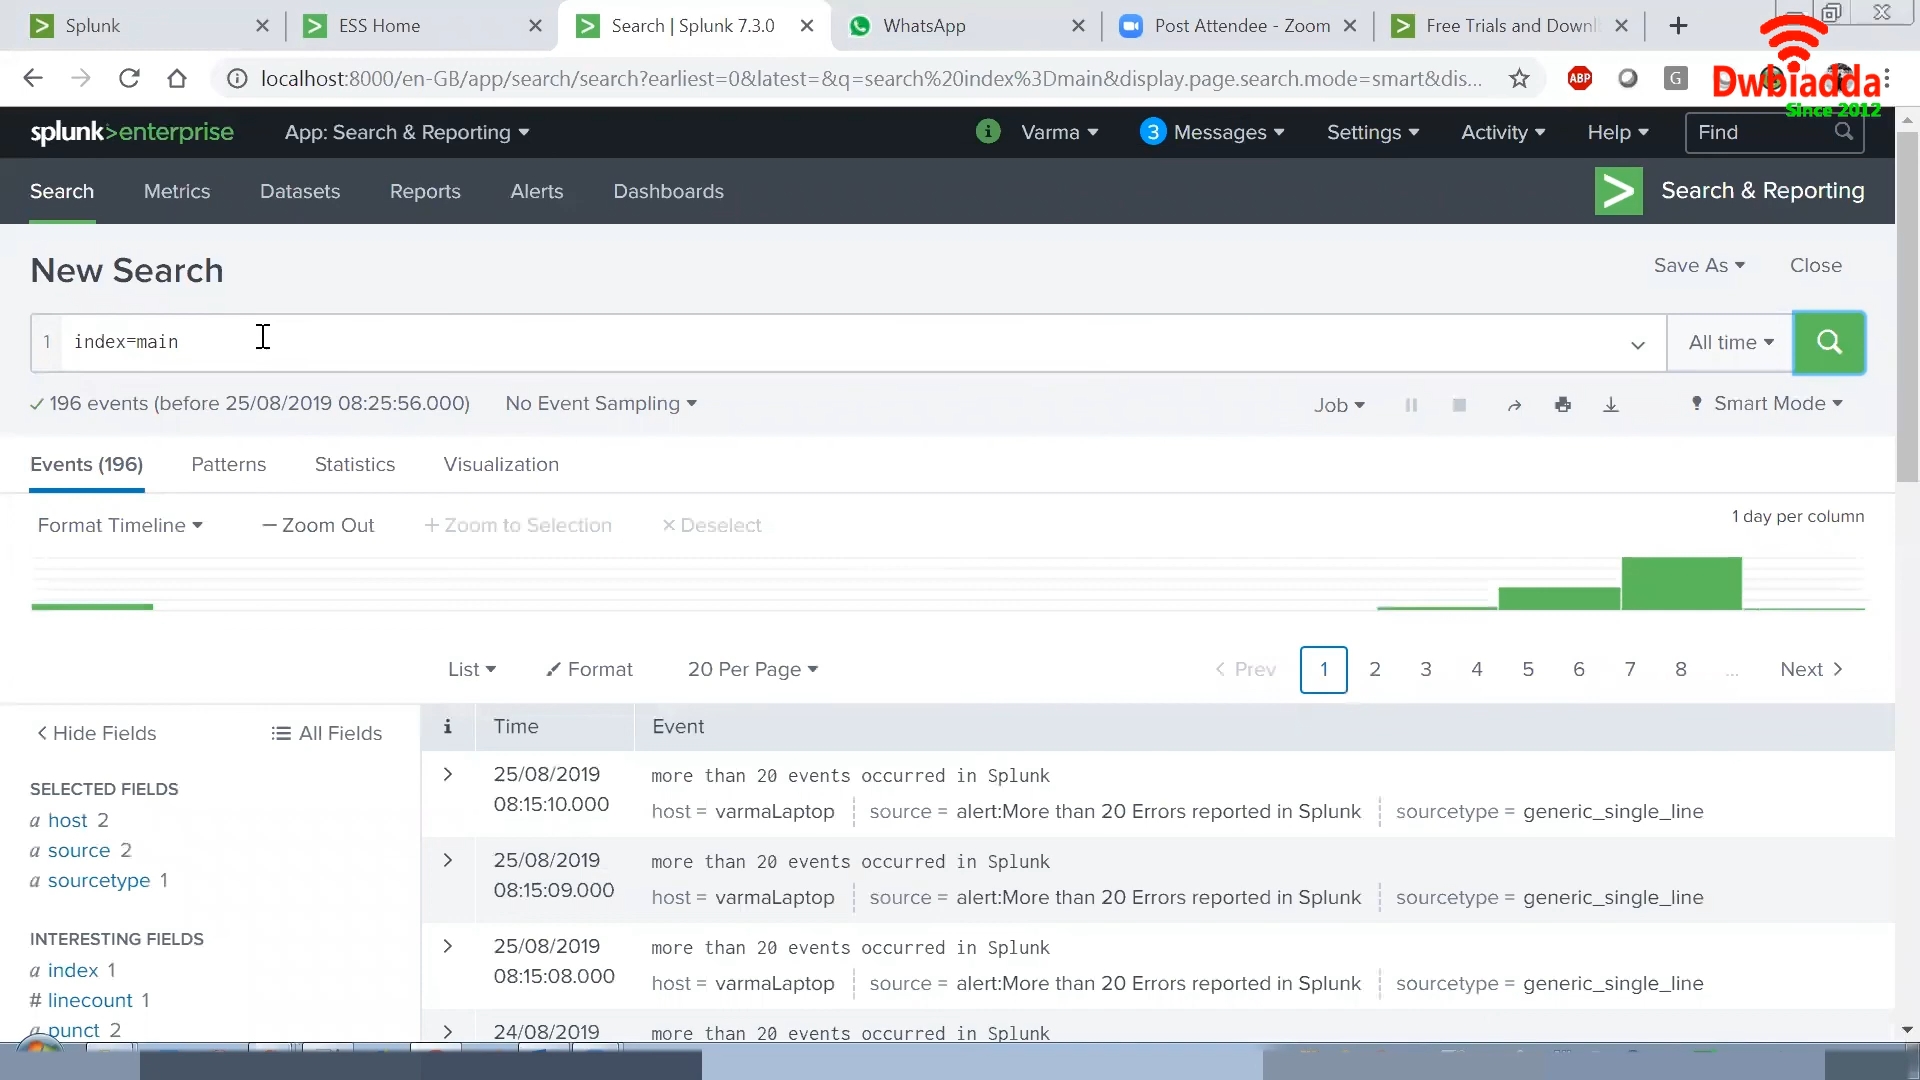 Splunk
ESS Home
Search | Splunk 7.3.0
WhatsApp
Post Attendee - Zoom
Free Trials and Downl
localhost:8000/en-GB/app/search/search?earliest=0&latest=&q=search%20index%3Dmain&display.page.search.mode=smart&dis...
ABP
G
Dwbiadda
Since 2012
splunk>enterprise
App: Search & Reporting
i
Varma
3 Messages
Settings
Activity
Help
Find
Search
Metrics
Datasets
Reports
Alerts
Dashboards
> Search & Reporting
New Search
Save As
Close
1 index=main
All time
✓ 196 events (before 25/08/2019 08:25:56.000)
No Event Sampling
Job
Smart Mode
Events (196)
Patterns
Statistics
Visualization
Format Timeline
— Zoom Out
+ Zoom to Selection
× Deselect
1 day per column
List
Format
20 Per Page
< Prev
1
2
3
4
5
6
7
8
...
Next >
< Hide Fields
All Fields
i
Time
Event
SELECTED FIELDS
a host 2
a source 2
a sourcetype 1
INTERESTING FIELDS
a index 1
# linecount 1
a punct 2
> 25/08/2019 08:15:10.000
more than 20 events occurred in Splunk
host = varmaLaptop source = alert:More than 20 Errors reported in Splunk sourcetype = generic_single_line
> 25/08/2019 08:15:09.000
more than 20 events occurred in Splunk
host = varmaLaptop source = alert:More than 20 Errors reported in Splunk sourcetype = generic_single_line
> 25/08/2019 08:15:08.000
more than 20 events occurred in Splunk
host = varmaLaptop source = alert:More than 20 Errors reported in Splunk sourcetype = generic_single_line
> 24/08/2019
more than 20 events occurred in Splunk